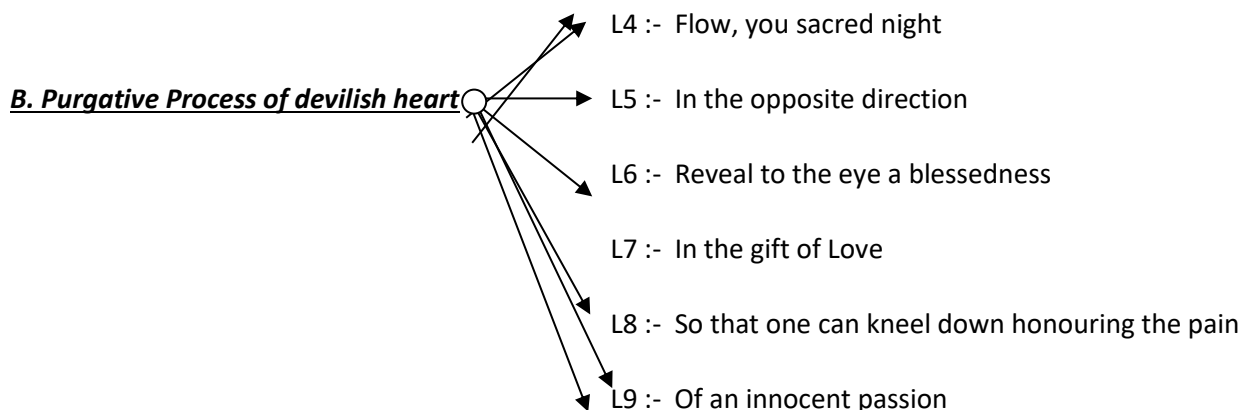 L4 :- Flow, you sacred night
B. Purgative Process of devilish heart
L5 :- In the opposite direction
L6 :- Reveal to the eye a blessedness
L7 :- In the gift of Love
L8 :- So that one can kneel down honouring the pain
L9 :- Of an innocent passion